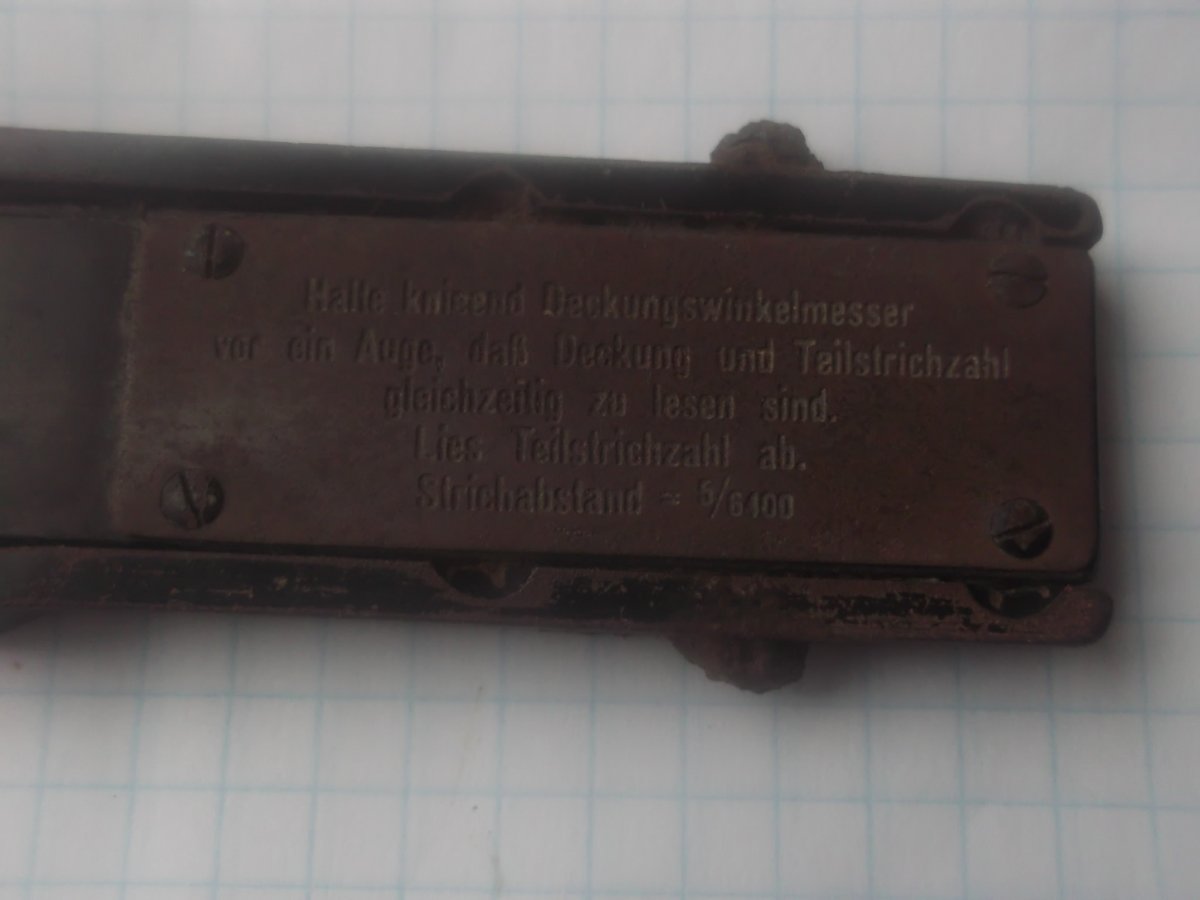 Halte knieend Deckungswinkelmesser
vor ein Auge, daß Deckung und Teilstrichzahl
gleichzeitig zu lesen sind.
Lies Teilstrichzahl ab.
Strichabstand = 5/6400